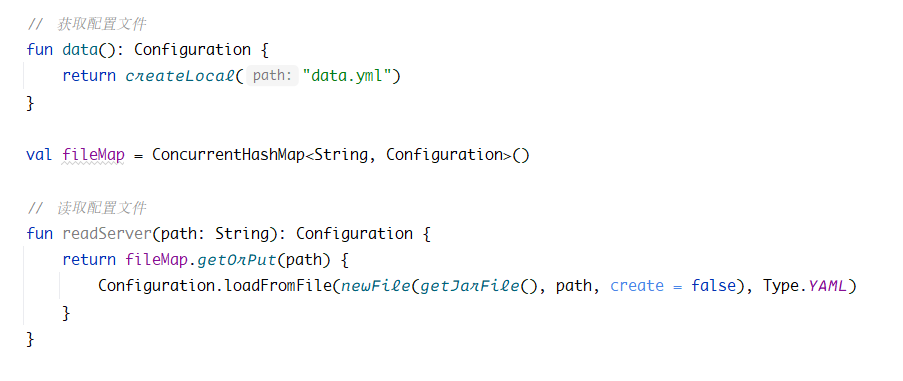 // 获取配置文件
fun data(): Configuration {
    return createLocal( path: "data.yml")
}
val fileMap = ConcurrentHashMap<String, Configuration>()
// 读取配置文件
fun readServer(path: String): Configuration {
    return fileMap.getOrPut(path) {
        Configuration.loadFromFile(newFile(getJarFile(), path, create = false), Type.YAML)
    }
}